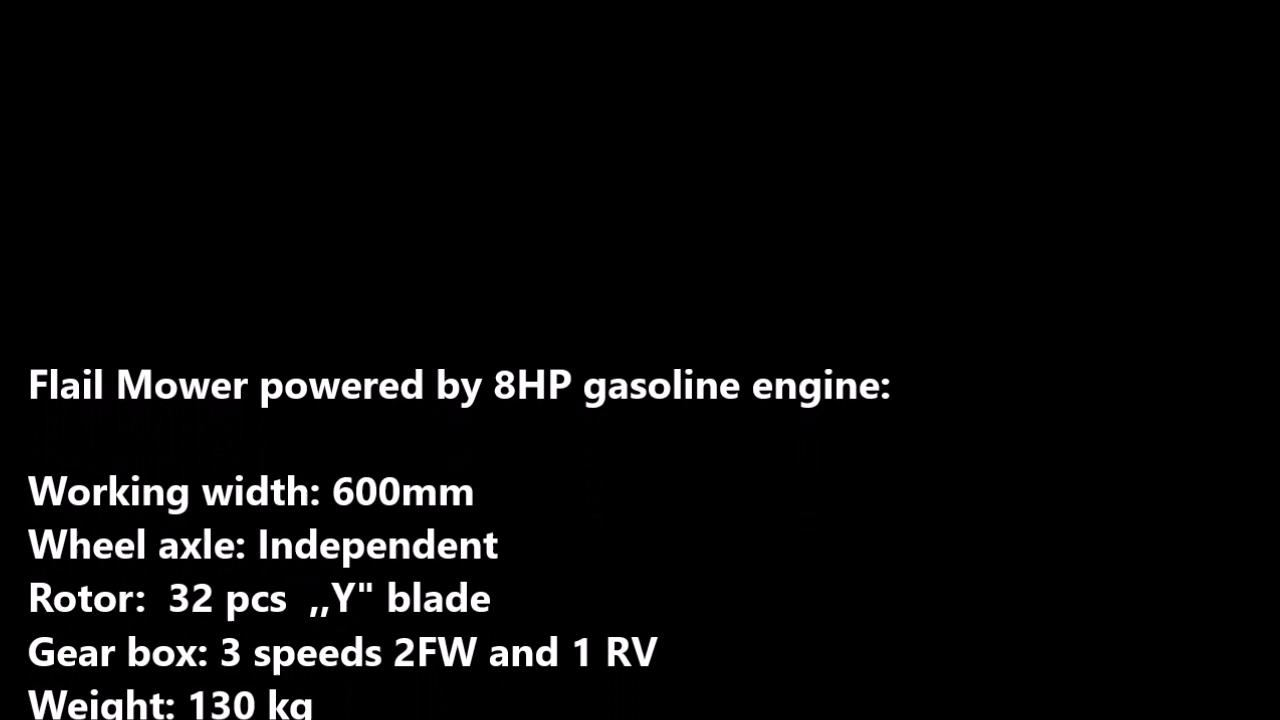 Flail Mower powered by 8HP gasoline engine:
Working width: 600mm
Wheel axle: Independent
Rotor:  32 pcs  ,,Y" blade
Gear box: 3 speeds 2FW and 1 RV
Weight: 130 kg